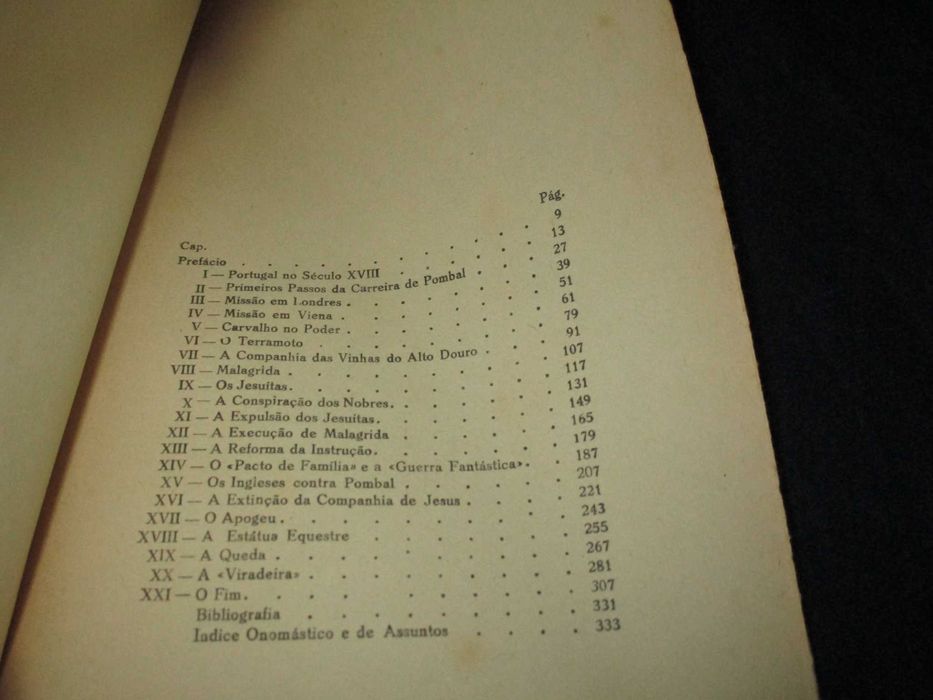 Cap. Pág.
Prefácio . . . . . . . 9
I — Portugal no Século XVIII . . . . 13
II — Primeiros Passos da Carreira de Pombal . . . 27
III — Missão em Londres . . . . . 39
IV — Missão em Viena . . . . . 51
V — Carvalho no Poder . . . . . 61
VI — O Terramoto . . . . . . 79
VII — A Companhia das Vinhas do Alto Douro . . . 91
VIII — Malagrida . . . . . . 107
IX — Os Jesuítas . . . . . . 117
X — A Conspiração dos Nobres . . . . . 131
XI — A Expulsão dos Jesuítas . . . . . 149
XII — A Execução de Malagrida . . . . . 165
XIII — A Reforma da Instrução . . . . . 179
XIV — O «Pacto de Família» e a «Guerra Fantástica» . . 187
XV — Os Ingleses contra Pombal . . . . . 207
XVI — A Extinção da Companhia de Jesus . . . . 221
XVII — O Apogeu . . . . . . . 243
XVIII — A Estátua Equestre . . . . . . 255
XIX — A Queda . . . . . . . 267
XX — A «Viradeira» . . . . . . . 281
XXI — O Fim . . . . . . . 307
Bibliografia . . . . . . . 331
Indice Onomástico e de Assuntos . . . . 333